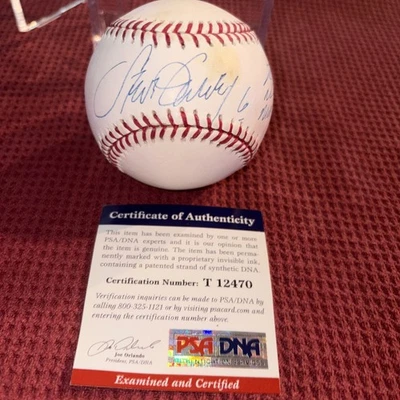 Steve Garvey 6
Certificate of Authenticity
This item has been examined by one or more
PSA/DNA experts and it is our opinion that
the item is genuine. The item has been perma-
nently marked with a proprietary invisible ink,
containing a patented strand of synthetic DNA.
Certification Number: T 12470
Verification inquiries can be made to PSA/DNA by
calling 800-325-1121 or by visiting psacard.com and
entering the certification number above.
Joe Orlando
President, PSA/DNA
PSA DNA
Examined and Certified